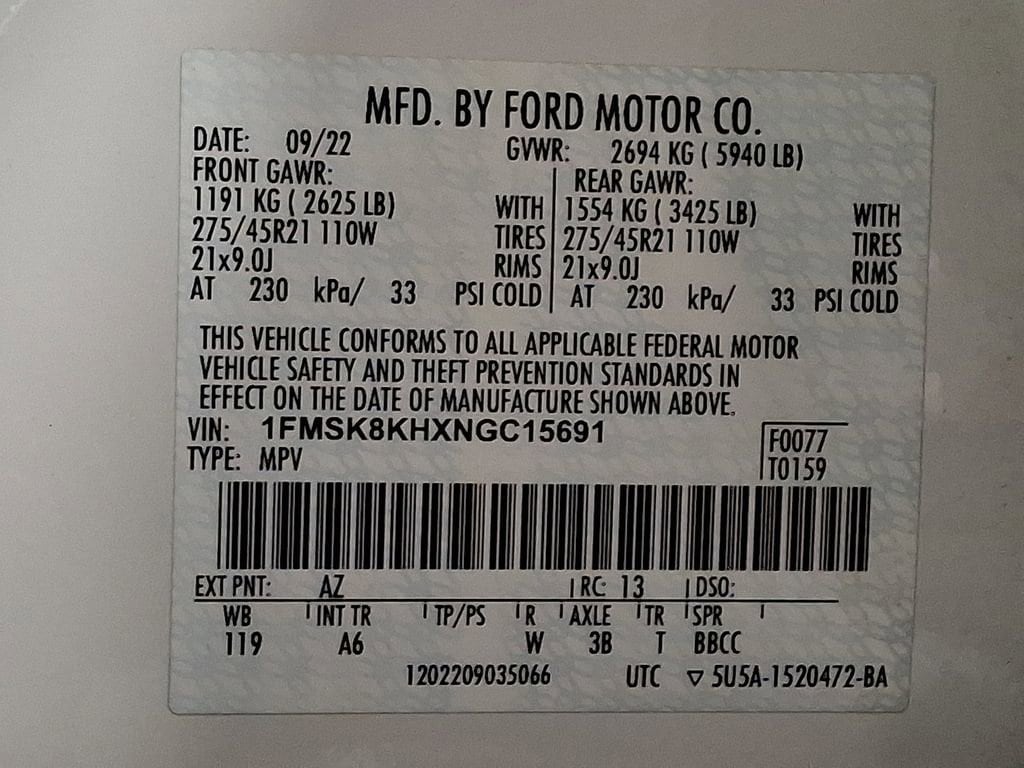 MFD. BY FORD MOTOR CO.
DATE: 09/22 GVWR: 2694 KG ( 5940 LB)
FRONT GAWR: REAR GAWR:
1191 KG ( 2625 LB) WITH 1554 KG ( 3425 LB) WITH
275/45R21 110W TIRES 275/45R21 110W TIRES
21x9.0J RIMS 21x9.0J RIMS
AT 230 kPa/ 33 PSI COLD AT 230 kPa/ 33 PSI COLD
THIS VEHICLE CONFORMS TO ALL APPLICABLE FEDERAL MOTOR
VEHICLE SAFETY AND THEFT PREVENTION STANDARDS IN
EFFECT ON THE DATE OF MANUFACTURE SHOWN ABOVE.
VIN: 1FMSK8KHXNGC15691
F0077
TYPE: MPV T0159
EXT PNT: AZ RC: 13 DSO:
WB INT TR TP/PS R AXLE TR SPR
119 A6 W 3B T BBCC
1202209035066 UTC ▽ 5U5A-1520472-BA